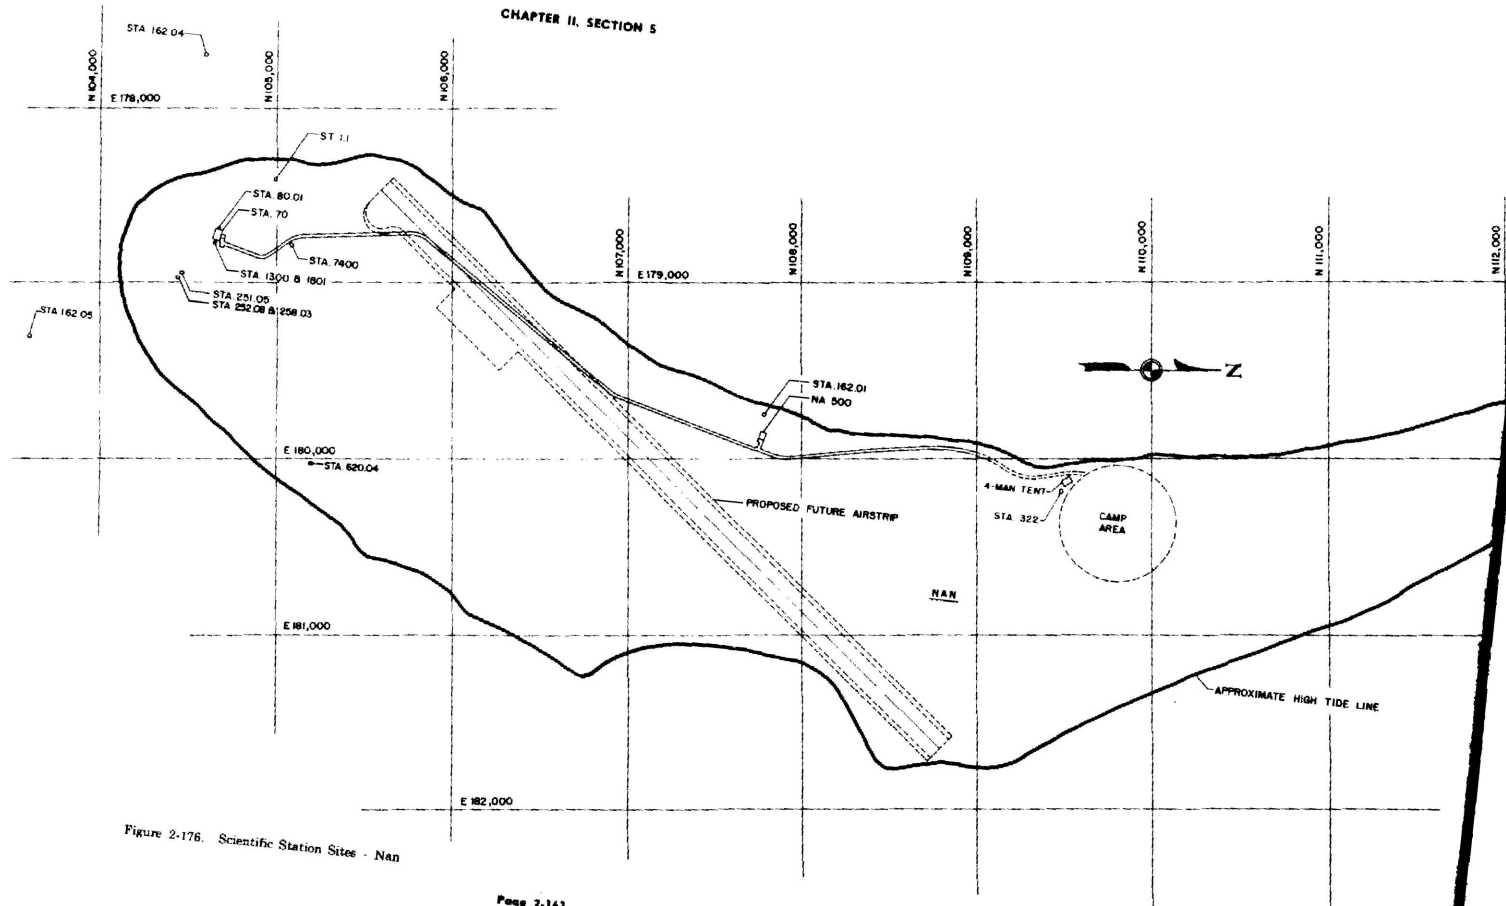 CHAPTER II, SECTION 5
STA 162.04
N 104,000
N 105,000
N 106,000
E 178,000
ST 1.1
STA. 80.01
STA. 70
STA. 7400
STA. 1300 & 1801
STA. 251.05
STA 252.08 & 258.03
STA 162.05
N 107,000
N 108,000
N 109,000
N 110,000
N 111,000
N 112,000
E 179,000
N
STA. 162.01
NA 500
E 180,000
STA. 620.04
4-MAN TENT
STA. 322
CAMP
AREA
PROPOSED FUTURE AIRSTRIP
NAN
E 181,000
APPROXIMATE HIGH TIDE LINE
E 182,000
Figure 2-176. Scientific Station Sites - Nan
Page